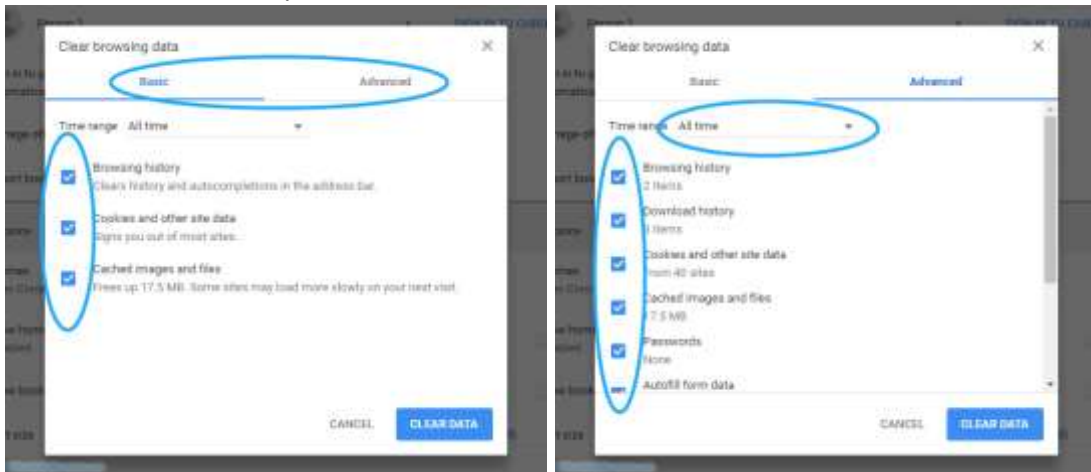 Clear browsing data
Basic
Advanced
Time range
All time
Browsing history
Clears history and autocompletions in the address bar.
Cookies and other site data
Signs you out of most sites.
Cached images and files
Frees up 17.5 MB. Some sites may load more slowly on your next visit.
CANCEL
CLEAR DATA
Clear browsing data
Basic
Advanced
Time range
All time
Browsing history
2 items
Download history
items
Cookies and other site data
From 40 sites
Cached images and files
17.5 MB
Passwords
None
Autofill form data
CANCEL
CLEAR DATA